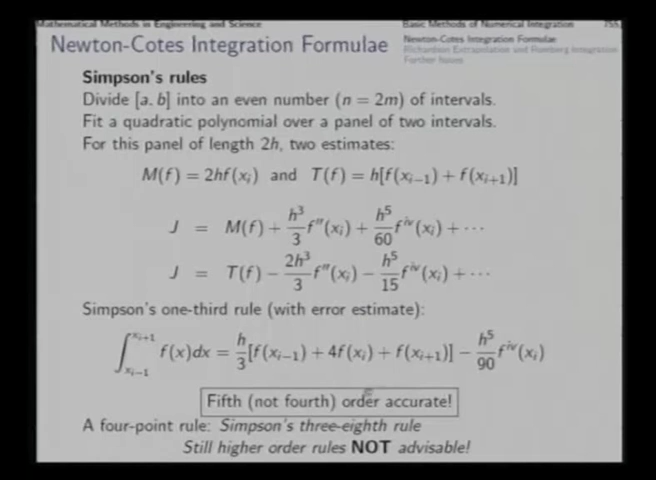 Mathematical Methods in Engineering and Science
Basic Methods of Numerical Integration 755
Newton-Cotes Integration Formulae
Newton-Cotes Integration Formulae
Richardson Extrapolation and Romberg Integration
Further Issues
Simpson's rules
Divide [a, b] into an even number (n = 2m) of intervals.
Fit a quadratic polynomial over a panel of two intervals.
For this panel of length 2h, two estimates:
M(f) = 2hf(x_i) and T(f) = h[f(x_{i−1}) + f(x_{i+1})]
J = M(f) + h³/3 f″(x_i) + h⁵/60 f^{iv}(x_i) + ···
J = T(f) − 2h³/3 f″(x_i) − h⁵/15 f^{iv}(x_i) + ···
Simpson's one-third rule (with error estimate):
∫_{x_{i−1}}^{x_{i+1}} f(x)dx = h/3 [f(x_{i−1}) + 4f(x_i) + f(x_{i+1})] − h⁵/90 f^{iv}(x_i)
Fifth (not fourth) order accurate!
A four-point rule: Simpson's three-eighth rule
Still higher order rules NOT advisable!